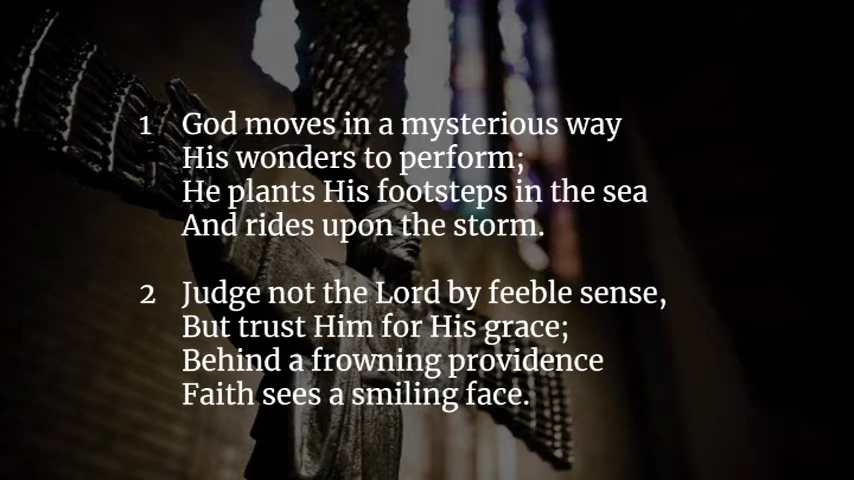 1 God moves in a mysterious way
His wonders to perform;
He plants His footsteps in the sea
And rides upon the storm.
2 Judge not the Lord by feeble sense,
But trust Him for His grace;
Behind a frowning providence
Faith sees a smiling face.